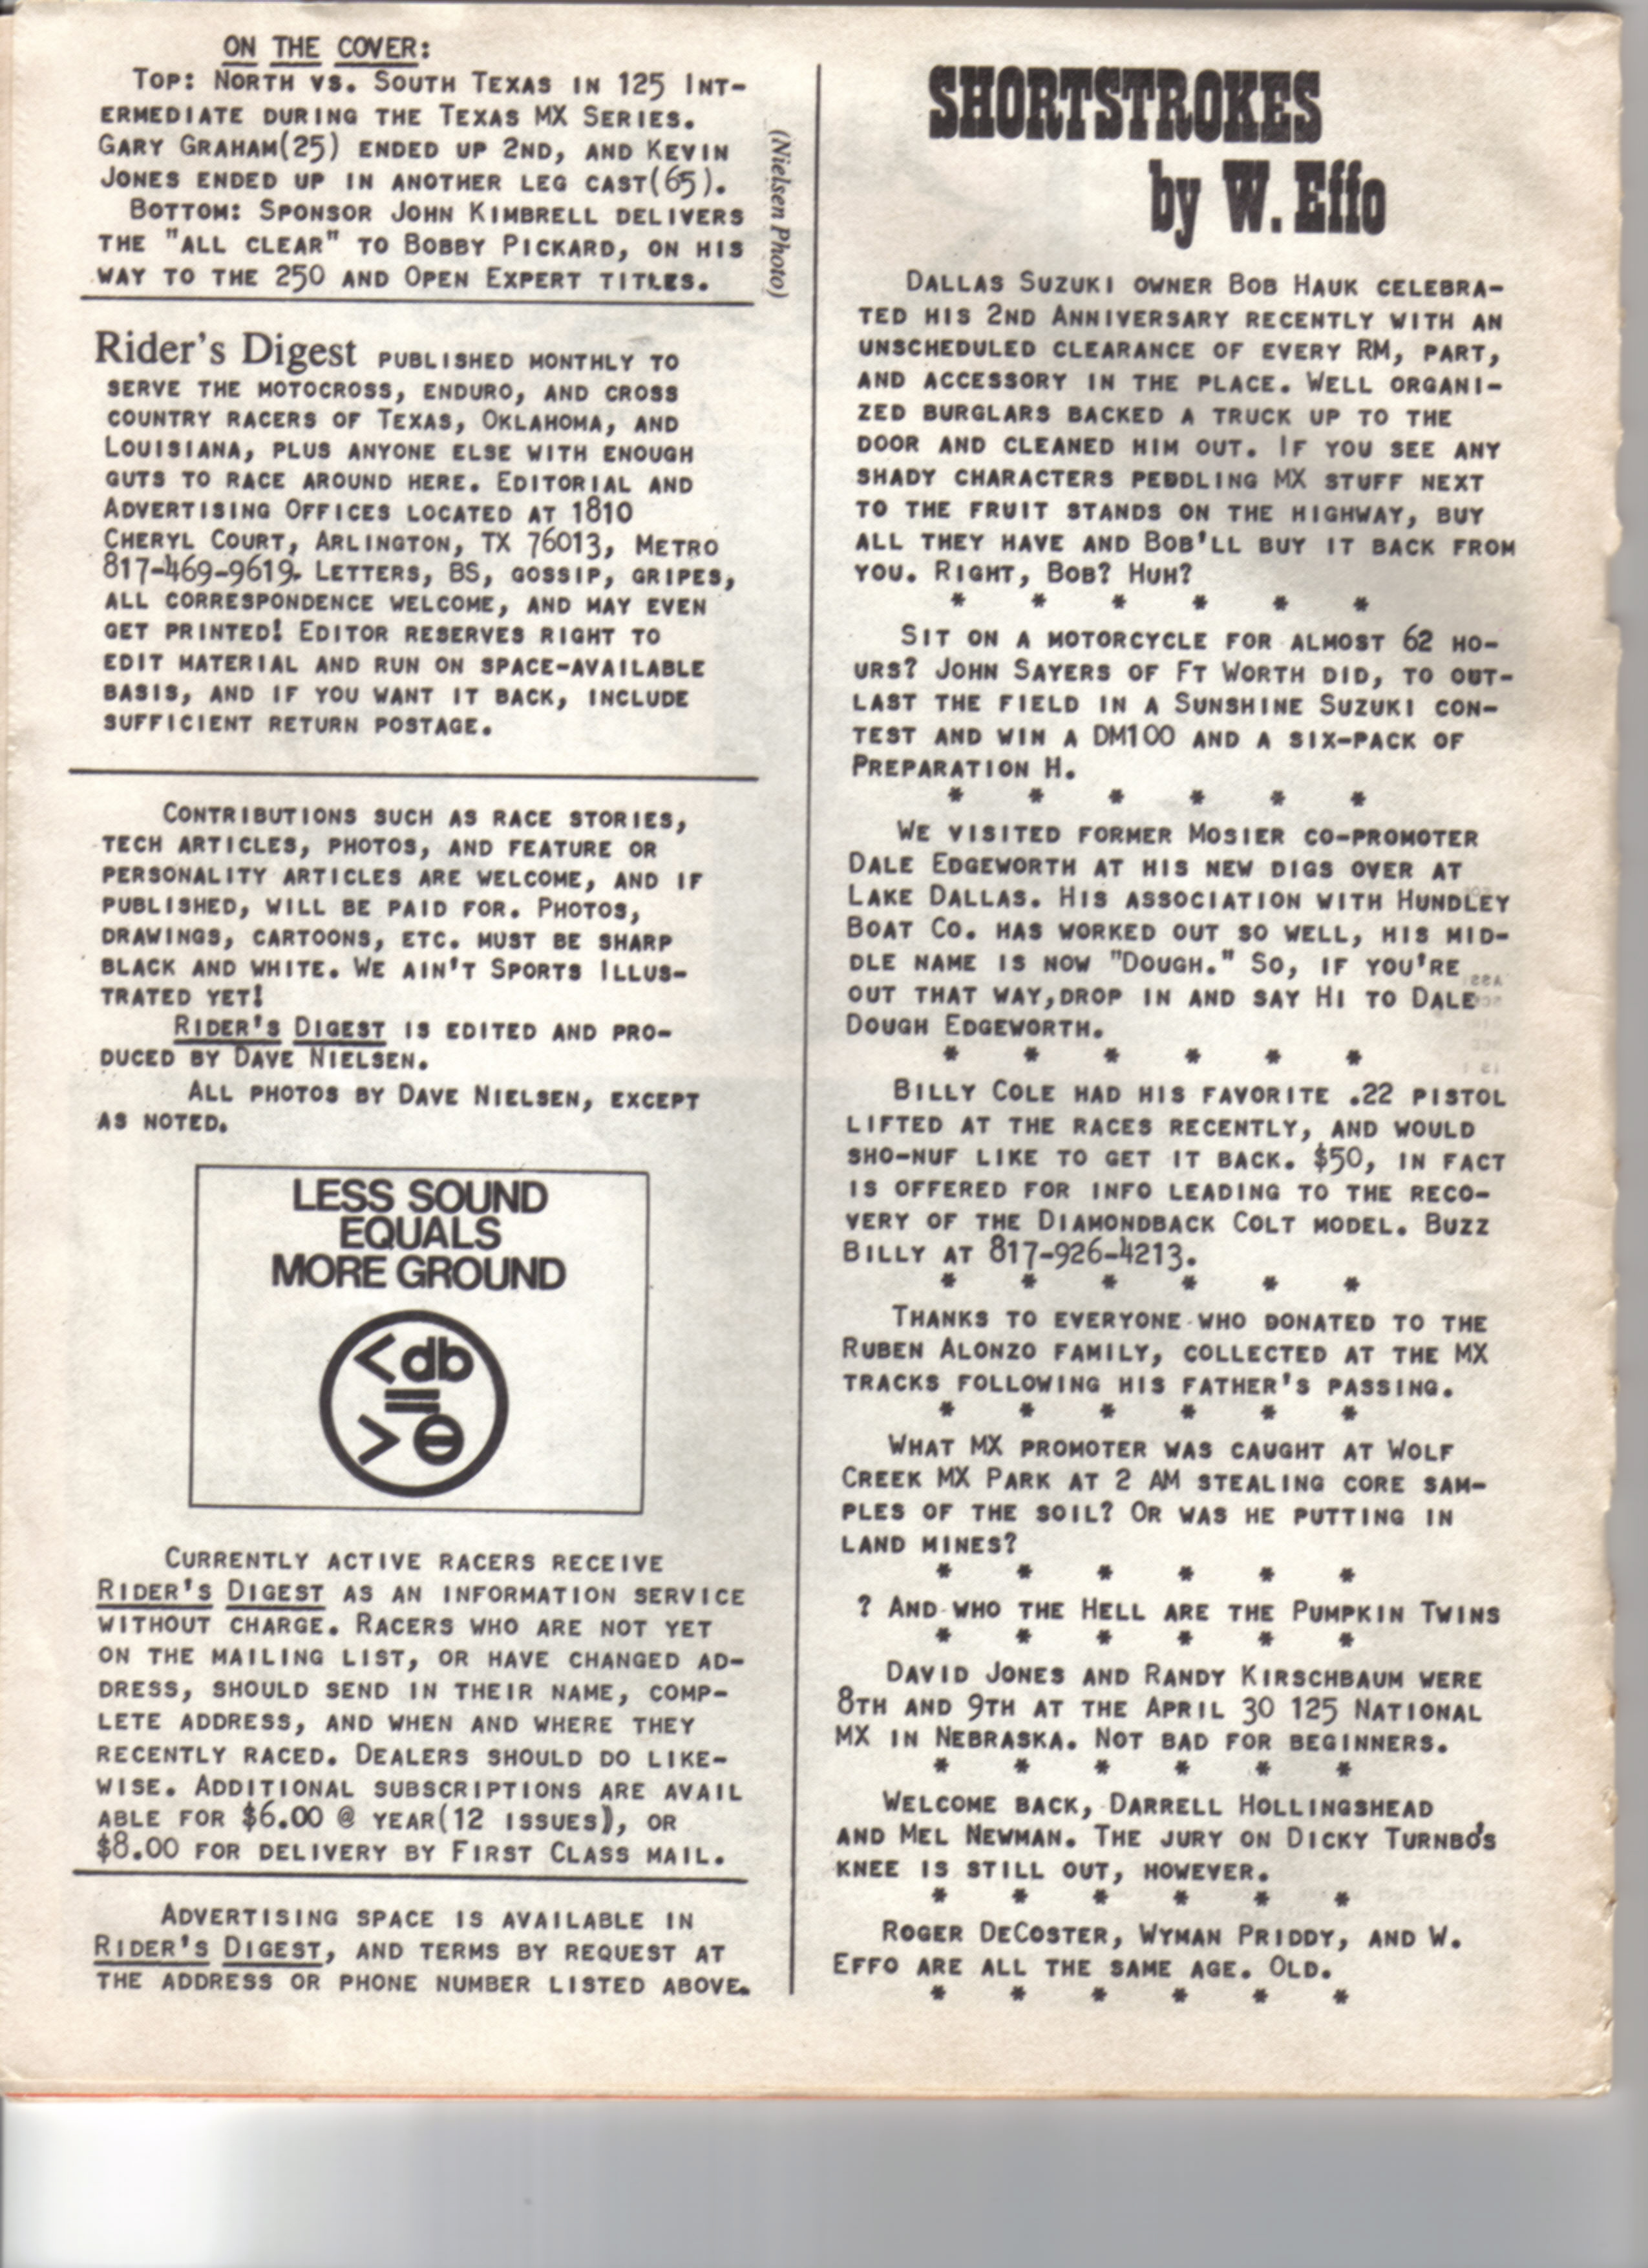 ON THE COVER:
TOP: NORTH VS. SOUTH TEXAS IN 125 INT-
ERMEDIATE DURING THE TEXAS MX SERIES.
GARY GRAHAM(25) ENDED UP 2ND, AND KEVIN
JONES ENDED UP IN ANOTHER LEG CAST(65).
BOTTOM: SPONSOR JOHN KIMBRELL DELIVERS
THE "ALL CLEAR" TO BOBBY PICKARD, ON HIS
WAY TO THE 250 AND OPEN EXPERT TITLES.
(Nielsen Photo)
Rider's Digest PUBLISHED MONTHLY TO
SERVE THE MOTOCROSS, ENDURO, AND CROSS
COUNTRY RACERS OF TEXAS, OKLAHOMA, AND
LOUISIANA, PLUS ANYONE ELSE WITH ENOUGH
GUTS TO RACE AROUND HERE. EDITORIAL AND
ADVERTISING OFFICES LOCATED AT 1810
CHERYL COURT, ARLINGTON, TX 76013, METRO
817-469-9619. LETTERS, BS, GOSSIP, GRIPES,
ALL CORRESPONDENCE WELCOME, AND MAY EVEN
GET PRINTED! EDITOR RESERVES RIGHT TO
EDIT MATERIAL AND RUN ON SPACE-AVAILABLE
BASIS, AND IF YOU WANT IT BACK, INCLUDE
SUFFICIENT RETURN POSTAGE.
CONTRIBUTIONS SUCH AS RACE STORIES,
TECH ARTICLES, PHOTOS, AND FEATURE OR
PERSONALITY ARTICLES ARE WELCOME, AND IF
PUBLISHED, WILL BE PAID FOR. PHOTOS,
DRAWINGS, CARTOONS, ETC. MUST BE SHARP
BLACK AND WHITE. WE AIN'T SPORTS ILLUS-
TRATED YET!
RIDER'S DIGEST IS EDITED AND PRO-
DUCED BY DAVE NIELSEN.
ALL PHOTOS BY DAVE NIELSEN, EXCEPT
AS NOTED.
LESS SOUND
EQUALS
MORE GROUND
<db
=
>⊖
CURRENTLY ACTIVE RACERS RECEIVE
RIDER'S DIGEST AS AN INFORMATION SERVICE
WITHOUT CHARGE. RACERS WHO ARE NOT YET
ON THE MAILING LIST, OR HAVE CHANGED AD-
DRESS, SHOULD SEND IN THEIR NAME, COMP-
LETE ADDRESS, AND WHEN AND WHERE THEY
RECENTLY RACED. DEALERS SHOULD DO LIKE-
WISE. ADDITIONAL SUBSCRIPTIONS ARE AVAIL
ABLE FOR $6.00 @ YEAR(12 ISSUES), OR
$8.00 FOR DELIVERY BY FIRST CLASS MAIL.
ADVERTISING SPACE IS AVAILABLE IN
RIDER'S DIGEST, AND TERMS BY REQUEST AT
THE ADDRESS OR PHONE NUMBER LISTED ABOVE.
SHORTSTROKES
by W. Effo
DALLAS SUZUKI OWNER BOB HAUK CELEBRA-
TED HIS 2ND ANNIVERSARY RECENTLY WITH AN
UNSCHEDULED CLEARANCE OF EVERY RM, PART,
AND ACCESSORY IN THE PLACE. WELL ORGANI-
ZED BURGLARS BACKED A TRUCK UP TO THE
DOOR AND CLEANED HIM OUT. IF YOU SEE ANY
SHADY CHARACTERS PEDDLING MX STUFF NEXT
TO THE FRUIT STANDS ON THE HIGHWAY, BUY
ALL THEY HAVE AND BOB'LL BUY IT BACK FROM
YOU. RIGHT, BOB? HUH?
* * * * * *
SIT ON A MOTORCYCLE FOR ALMOST 62 HO-
URS? JOHN SAYERS OF FT WORTH DID, TO OUT-
LAST THE FIELD IN A SUNSHINE SUZUKI CON-
TEST AND WIN A DM100 AND A SIX-PACK OF
PREPARATION H.
* * * * * *
WE VISITED FORMER MOSIER CO-PROMOTER
DALE EDGEWORTH AT HIS NEW DIGS OVER AT
LAKE DALLAS. HIS ASSOCIATION WITH HUNDLEY
BOAT CO. HAS WORKED OUT SO WELL, HIS MID-
DLE NAME IS NOW "DOUGH." SO, IF YOU'RE
OUT THAT WAY,DROP IN AND SAY HI TO DALE
DOUGH EDGEWORTH.
* * * * * *
BILLY COLE HAD HIS FAVORITE .22 PISTOL
LIFTED AT THE RACES RECENTLY, AND WOULD
SHO-NUF LIKE TO GET IT BACK. $50, IN FACT
IS OFFERED FOR INFO LEADING TO THE RECO-
VERY OF THE DIAMONDBACK COLT MODEL. BUZZ
BILLY AT 817-926-4213.
* * * * * *
THANKS TO EVERYONE WHO DONATED TO THE
RUBEN ALONZO FAMILY, COLLECTED AT THE MX
TRACKS FOLLOWING HIS FATHER'S PASSING.
* * * * * *
WHAT MX PROMOTER WAS CAUGHT AT WOLF
CREEK MX PARK AT 2 AM STEALING CORE SAM-
PLES OF THE SOIL? OR WAS HE PUTTING IN
LAND MINES?
* * * * * *
? AND WHO THE HELL ARE THE PUMPKIN TWINS
* * * * * *
DAVID JONES AND RANDY KIRSCHBAUM WERE
8TH AND 9TH AT THE APRIL 30 125 NATIONAL
MX IN NEBRASKA. NOT BAD FOR BEGINNERS.
* * * * * *
WELCOME BACK, DARRELL HOLLINGSHEAD
AND MEL NEWMAN. THE JURY ON DICKY TURNBO'S
KNEE IS STILL OUT, HOWEVER.
* * * * * *
ROGER DECOSTER, WYMAN PRIDDY, AND W.
EFFO ARE ALL THE SAME AGE. OLD.
* * * * * *